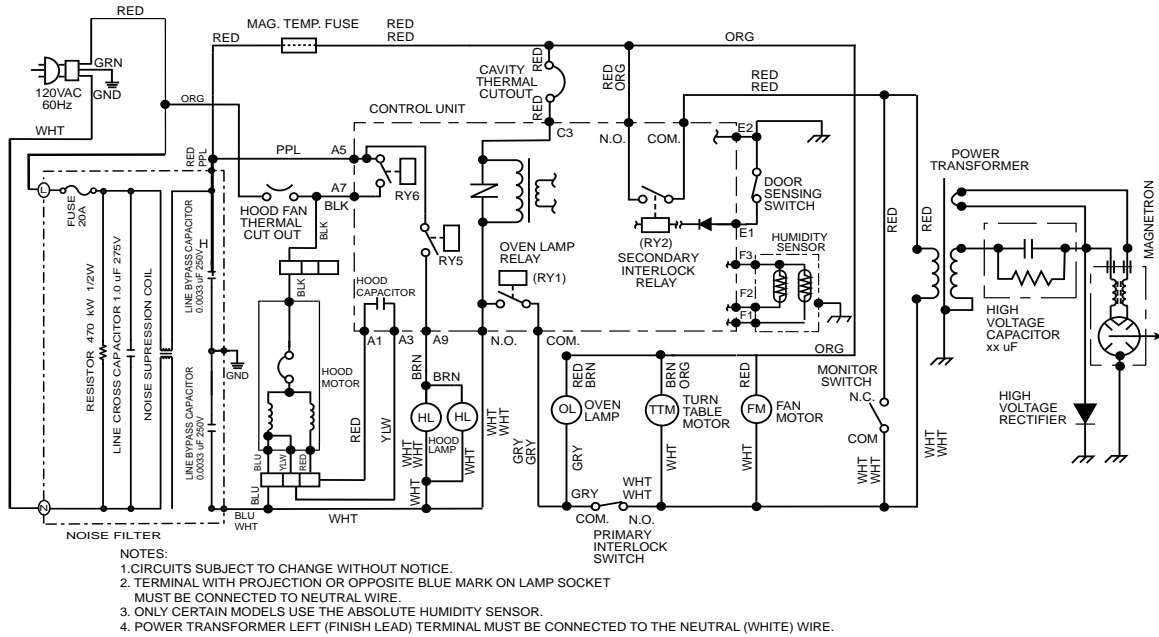 RED
MAG. TEMP. FUSE
RED
RED
RED
ORG
GRN
GND
120VAC
60Hz
WHT
ORG
RED
CAVITY
THERMAL
CUTOUT
RED
RED
ORG
RED
RED
CONTROL UNIT
C3
N.O.
COM.
E2
RED
PPL
PPL
A5
A7
BLK
RY6
HOOD FAN
THERMAL
CUT OUT
DOOR
SENSING
SWITCH
E1
POWER
TRANSFORMER
MAGNETRON
L
FUSE
20A
BLK
RY5
OVEN LAMP
RELAY
(RY1)
(RY2)
SECONDARY
INTERLOCK
RELAY
HUMIDITY
SENSOR
F3
F2
F1
RED
RED
RESISTOR 470 kW 1/2W
LINE CROSS CAPACITOR 1.0 uF 275V
NOISE SUPRESSION COIL
LINE BYPASS CAPACITOR
0.0033 uF 250V
H
BLK
HOOD
CAPACITOR
A1
A3
A9
N.O.
COM.
HIGH
VOLTAGE
CAPACITOR
xx uF
GND
LINE BYPASS CAPACITOR
0.0033 uF 250V
HOOD
MOTOR
RED
YLW
BRN
BRN
HL
HL
HOOD
LAMP
WHT
WHT
WHT
WHT
WHT
WHT
GRY
GRY
ORG
RED
BRN
OL
OVEN
LAMP
GRY
BRN
ORG
TTM
TURN
TABLE
MOTOR
WHT
RED
FM
FAN
MOTOR
WHT
MONITOR
SWITCH
N.C.
COM
WHT
WHT
WHT
WHT
HIGH
VOLTAGE
RECTIFIER
BLU
YLW
RED
BLU
N
BLU
WHT
WHT
GRY
COM.
WHT
WHT
N.O.
PRIMARY
INTERLOCK
SWITCH
NOISE FILTER
NOTES:
1.CIRCUITS SUBJECT TO CHANGE WITHOUT NOTICE.
2. TERMINAL WITH PROJECTION OR OPPOSITE BLUE MARK ON LAMP SOCKET
MUST BE CONNECTED TO NEUTRAL WIRE.
3. ONLY CERTAIN MODELS USE THE ABSOLUTE HUMIDITY SENSOR.
4. POWER TRANSFORMER LEFT (FINISH LEAD) TERMINAL MUST BE CONNECTED TO THE NEUTRAL (WHITE) WIRE.